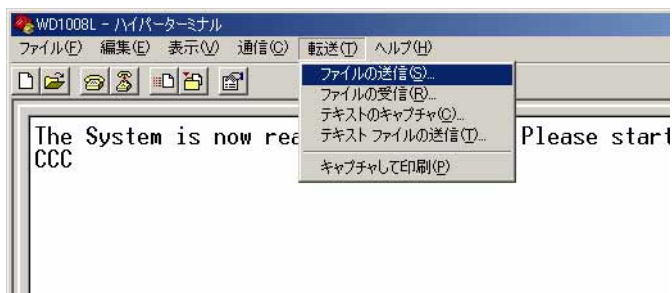 WD1008L - ハイパーターミナル
ファイル(F) 編集(E) 表示(V) 通信(C) 転送(T) ヘルプ(H)
ファイルの送信(S)...
ファイルの受信(R)...
テキストのキャプチャ(C)...
テキスト ファイルの送信(T)...
キャプチャして印刷(P)
The System is now rea Please start
CCC